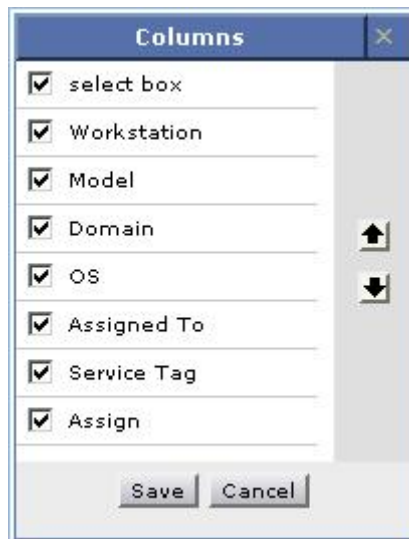 Columns
select box
Workstation
Model
Domain
OS
Assigned To
Service Tag
Assign
Save Cancel